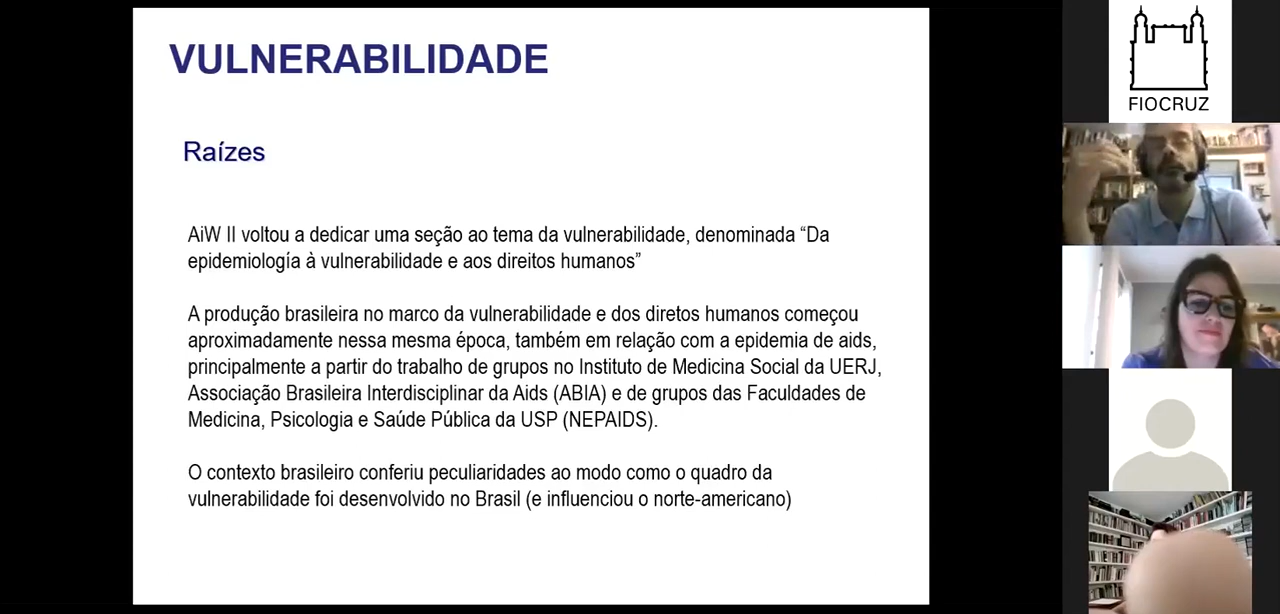 VULNERABILIDADE
Raízes
AiW II voltou a dedicar uma seção ao tema da vulnerabilidade, denominada “Da
epidemiología à vulnerabilidade e aos direitos humanos”
A produção brasileira no marco da vulnerabilidade e dos diretos humanos começou
aproximadamente nessa mesma época, também em relação com a epidemia de aids,
principalmente a partir do trabalho de grupos no Instituto de Medicina Social da UERJ,
Associação Brasileira Interdisciplinar da Aids (ABIA) e de grupos das Faculdades de
Medicina, Psicologia e Saúde Pública da USP (NEPAIDS).
O contexto brasileiro conferiu peculiaridades ao modo como o quadro da
vulnerabilidade foi desenvolvido no Brasil (e influenciou o norte-americano)
FIOCRUZ